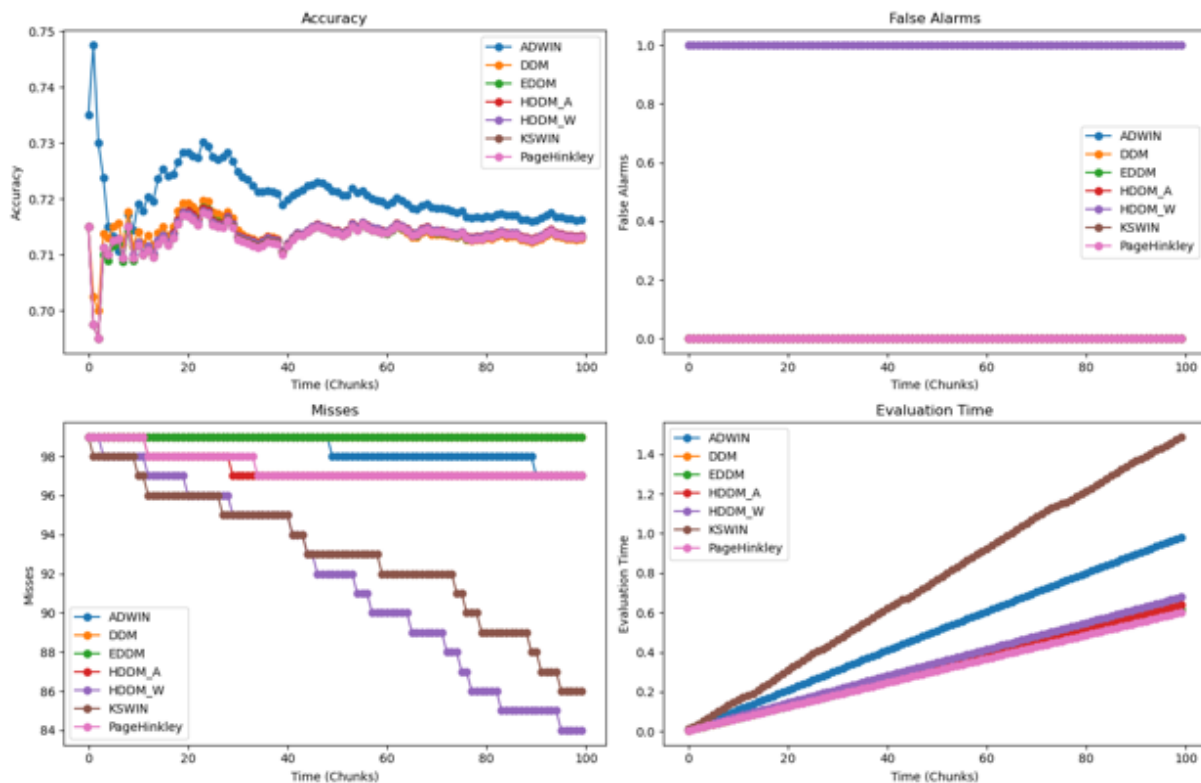 Accuracy
0.75
0.74
0.73
0.72
0.71
0.70
Accuracy
0
20
40
60
80
100
Time (Chunks)
ADWIN
DDM
EDDM
HDDM_A
HDDM_W
KSWIN
PageHinkley
False Alarms
1.0
0.8
0.6
0.4
0.2
0.0
False Alarms
0
20
40
60
80
100
Time (Chunks)
ADWIN
DDM
EDDM
HDDM_A
HDDM_W
KSWIN
PageHinkley
Misses
98
96
94
92
90
88
86
84
Misses
0
20
40
60
80
100
Time (Chunks)
ADWIN
DDM
EDDM
HDDM_A
HDDM_W
KSWIN
PageHinkley
Evaluation Time
1.4
1.2
1.0
0.8
0.6
0.4
0.2
0.0
Evaluation Time
0
20
40
60
80
100
Time (Chunks)
ADWIN
DDM
EDDM
HDDM_A
HDDM_W
KSWIN
PageHinkley